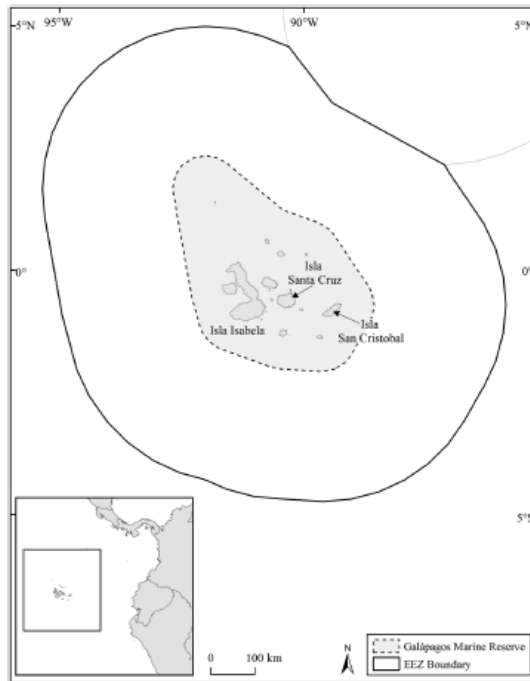 5°N
95°W
90°W
5°N
Isla
Santa Cruz
0°
0°
Isla Isabela
Isla
San Cristobal
5°S
N
0
100 km
Galápagos Marine Reserve
EEZ Boundary